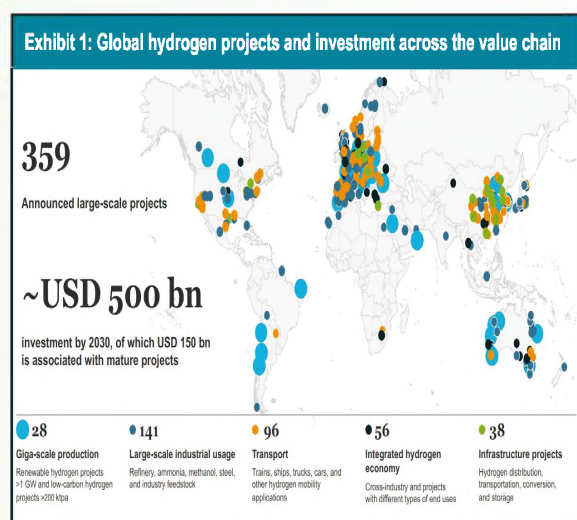 Exhibit 1: Global hydrogen projects and investment across the value chain
359
Announced large-scale projects
~USD 500 bn
investment by 2030, of which USD 150 bn
is associated with mature projects
28
Giga-scale production
Renewable hydrogen projects
>1 GW and low-carbon hydrogen
projects >200 ktpa
141
Large-scale industrial usage
Refinery, ammonia, methanol, steel,
and industry feedstock
96
Transport
Trains, ships, trucks, cars, and
other hydrogen mobility
applications
56
Integrated hydrogen
economy
Cross-industry and projects
with different types of end uses
38
Infrastructure projects
Hydrogen distribution,
transportation, conversion,
and storage